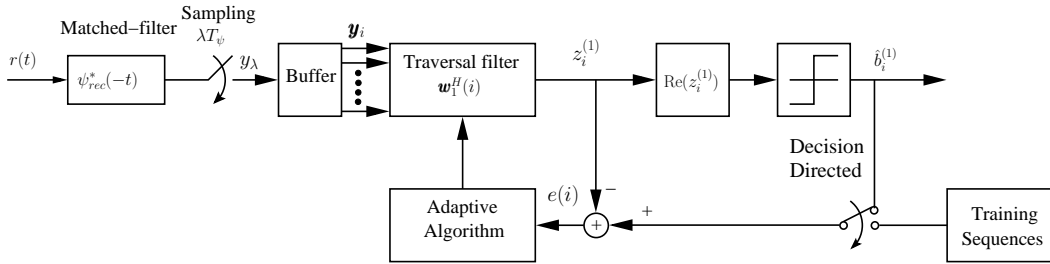 Matched-filter
Sampling
λT_ψ
r(t)
ψ*_rec(-t)
y_λ
Buffer
y_i
Traversal filter
w_1^H(i)
z_i^(1)
Re(z_i^(1))
b̂_i^(1)
Decision
Directed
Adaptive
Algorithm
e(i)
−
+
+
Training
Sequences